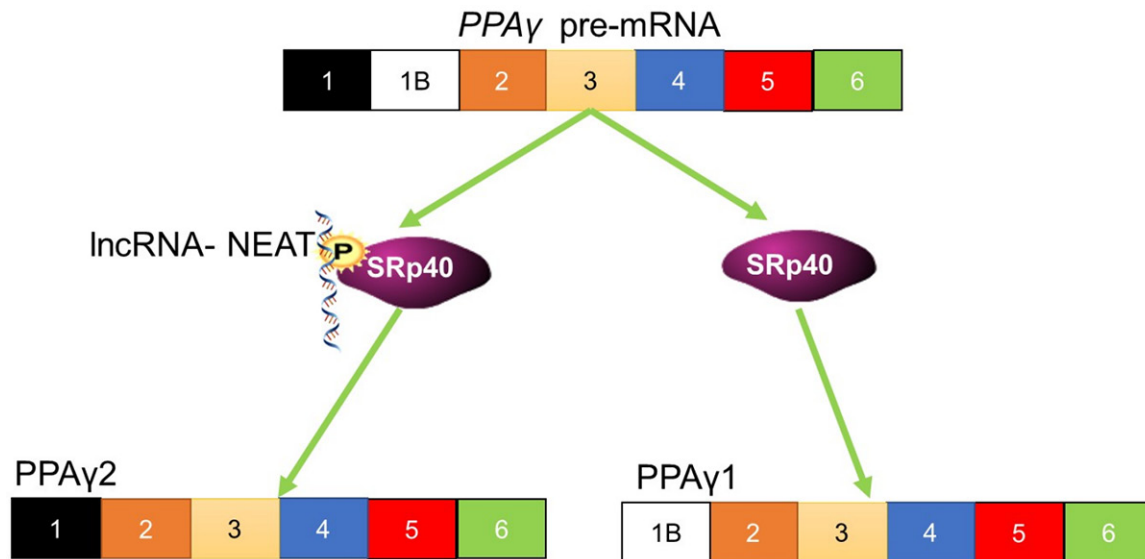 PPAγ pre-mRNA
1 1B 2 3 4 5 6
lncRNA- NEAT P SRp40
SRp40
PPAγ2
1 2 3 4 5 6
PPAγ1
1B 2 3 4 5 6